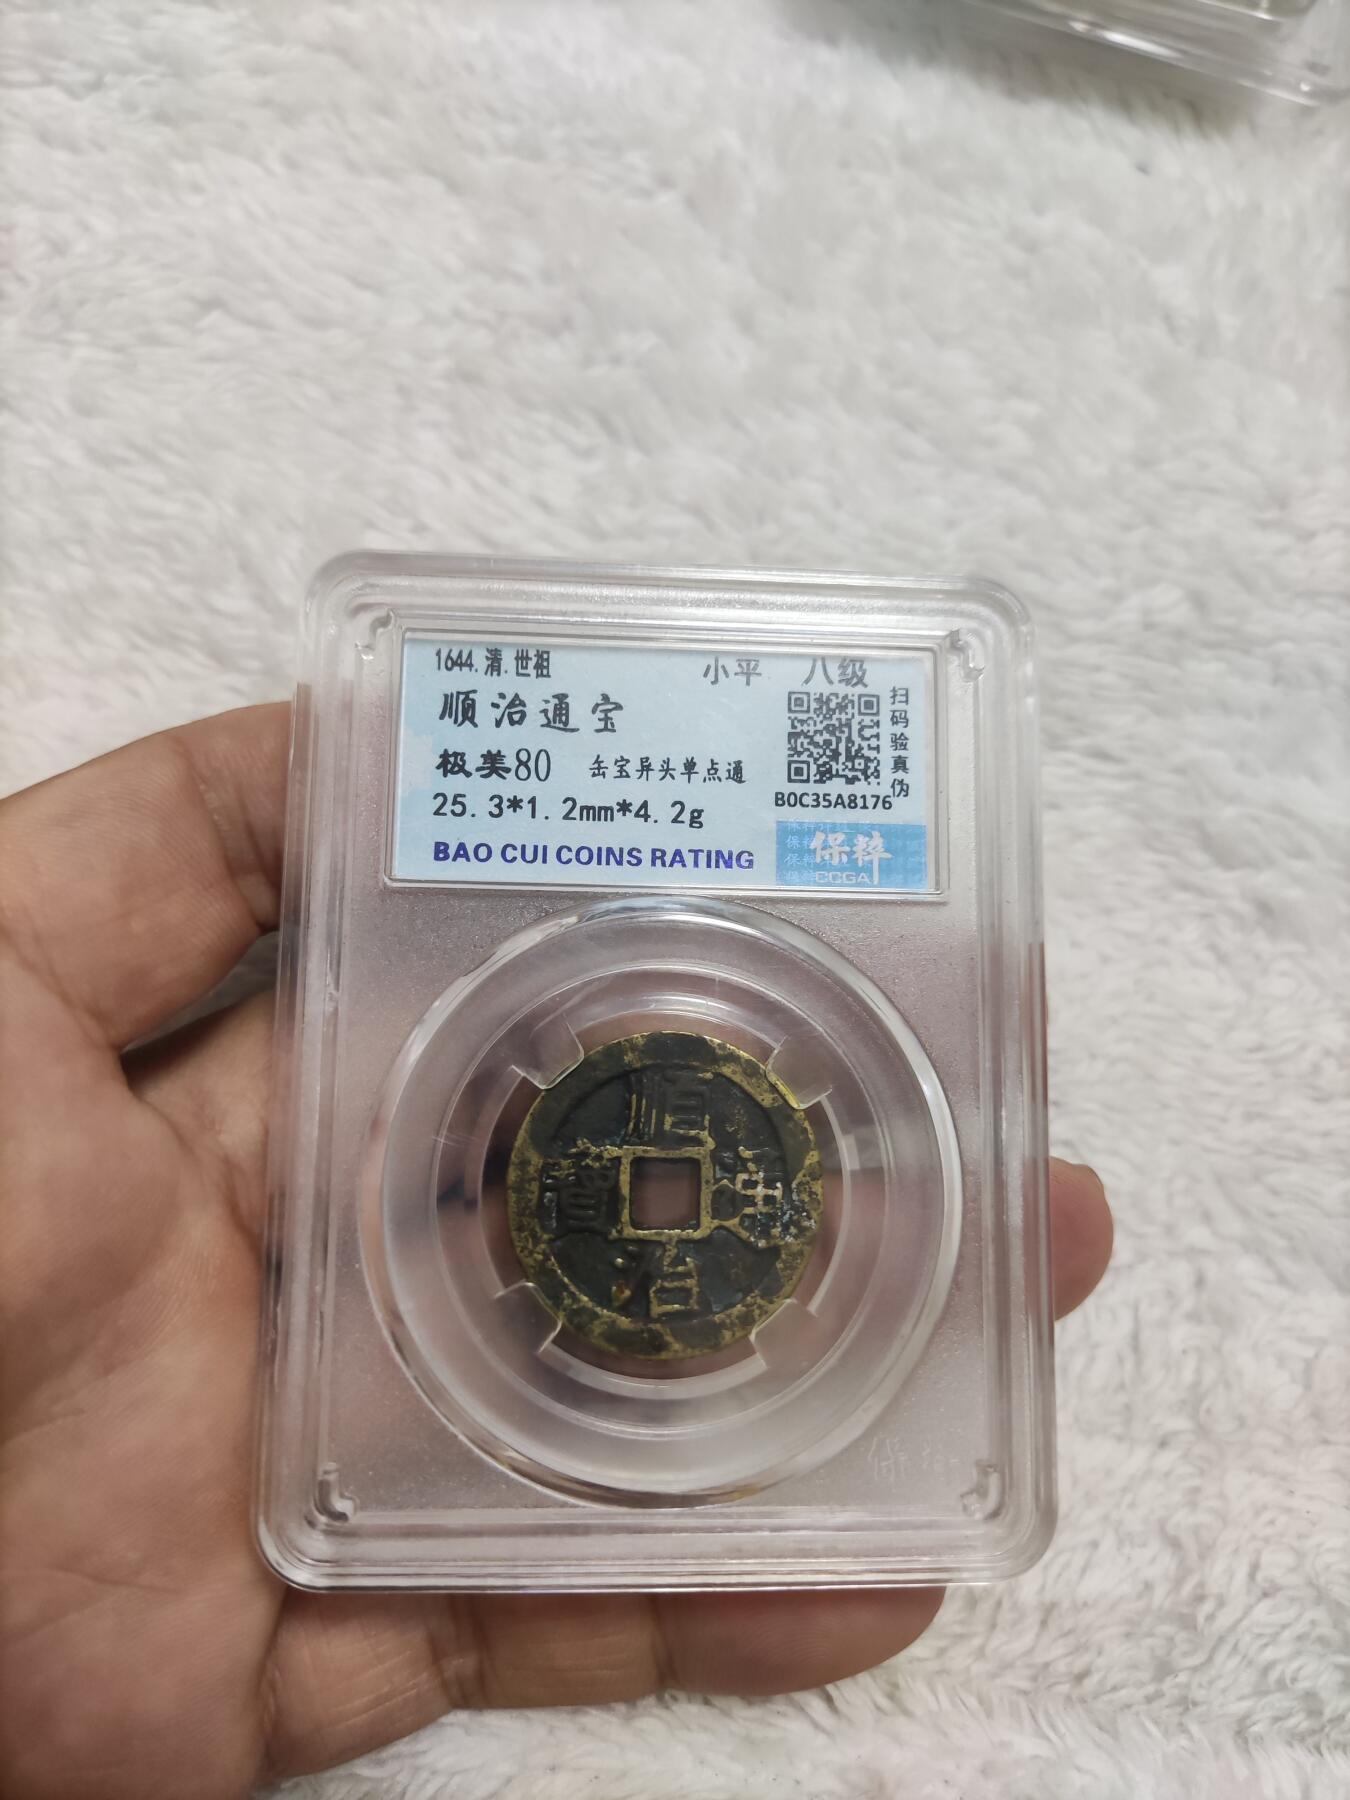 1644.清.世祖
小平 八级
顺治通宝
极美80 缶宝异头单点通
扫码验真伪
25.3*1.2mm*4.2g
B0C35A8176
BAO CUI COINS RATING
保粹
CCGA
順
寶 通
治